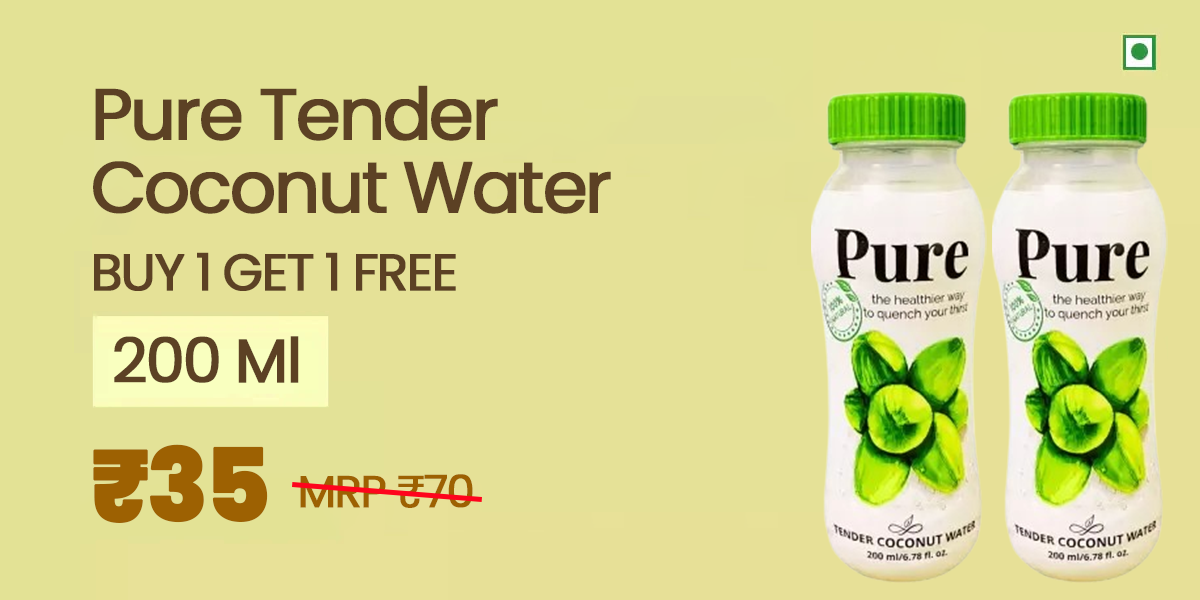 Pure Tender
Coconut Water
BUY 1 GET 1 FREE
200 Ml
₹35 MRP ₹70
Pure
the healthier way
to quench your thirst
100%
NATURAL
TENDER COCONUT WATER
200 ml/6.78 fl. oz.
Pure
the healthier way
to quench your thirst
100%
NATURAL
TENDER COCONUT WATER
200 ml/6.78 fl. oz.